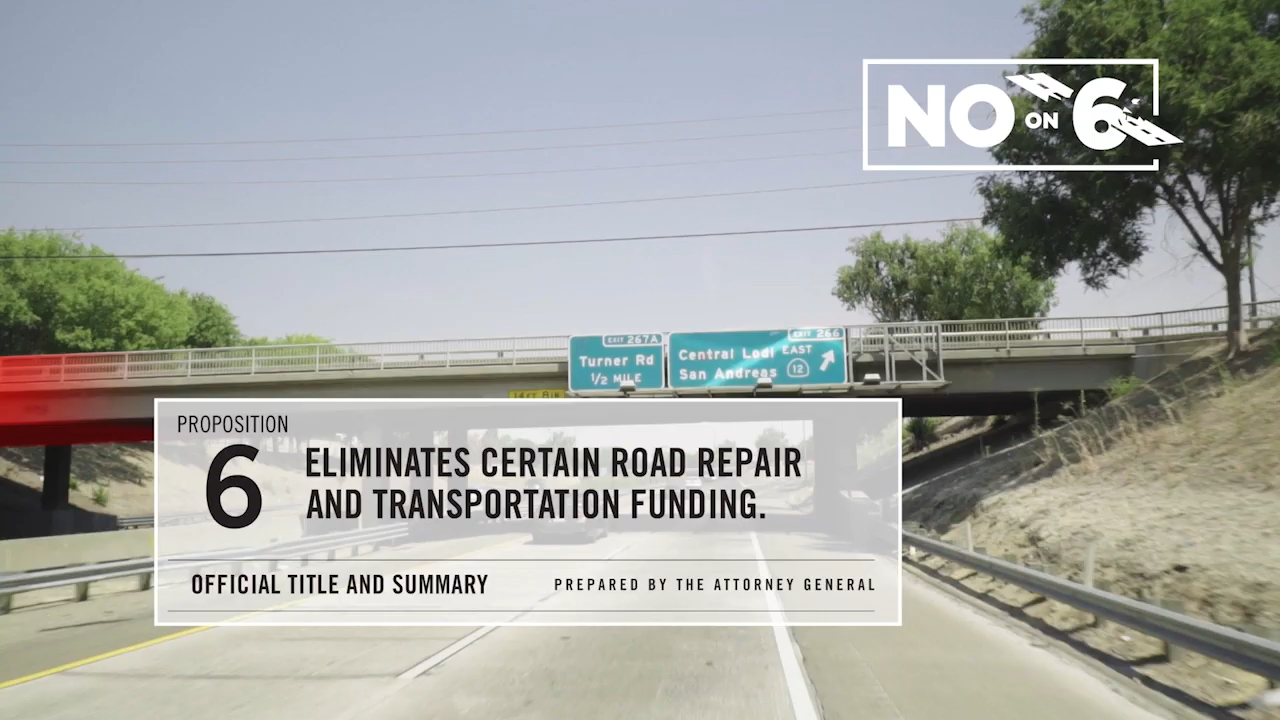 NO ON 6
EXIT 267A
Turner Rd
1/2 MILE
EXIT 266
Central Lodi EAST
San Andreas 12
PROPOSITION
6
ELIMINATES CERTAIN ROAD REPAIR
AND TRANSPORTATION FUNDING.
OFFICIAL TITLE AND SUMMARY
PREPARED BY THE ATTORNEY GENERAL